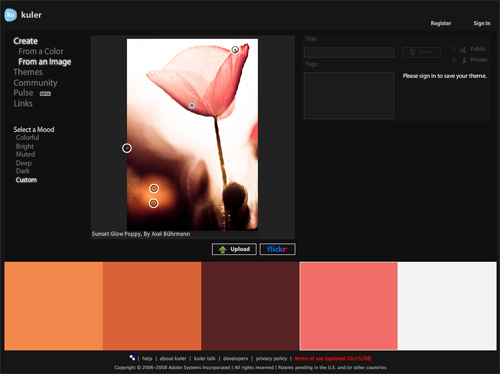 ku kuler
Register Sign In
Create
From a Color
From an Image
Themes
Community
Pulse BETA
Links
Select a Mood
Colorful
Bright
Muted
Deep
Dark
Custom
Sunset Glow Poppy, By Axel Bührmann
Upload flickr
Title:
Save
Public
Private
Tags:
Please sign in to save your theme.
| help | about kuler | kuler talk | developers | privacy policy | terms of use (updated 10/15/08)
Copyright © 2006-2008 Adobe Systems Incorporated | All rights reserved | Patents pending in the U.S. and/or other countries